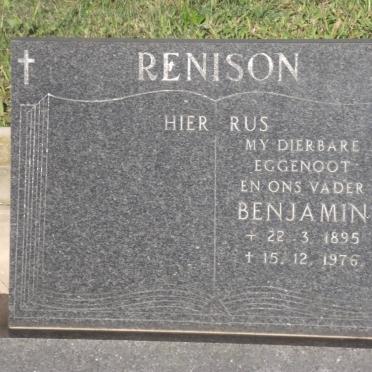 RENISON
HIER RUS
MY DIERBARE
EGGENOOT
EN ONS VADER
BENJAMIN
+ 22. 3. 1895
† 15. 12. 1976